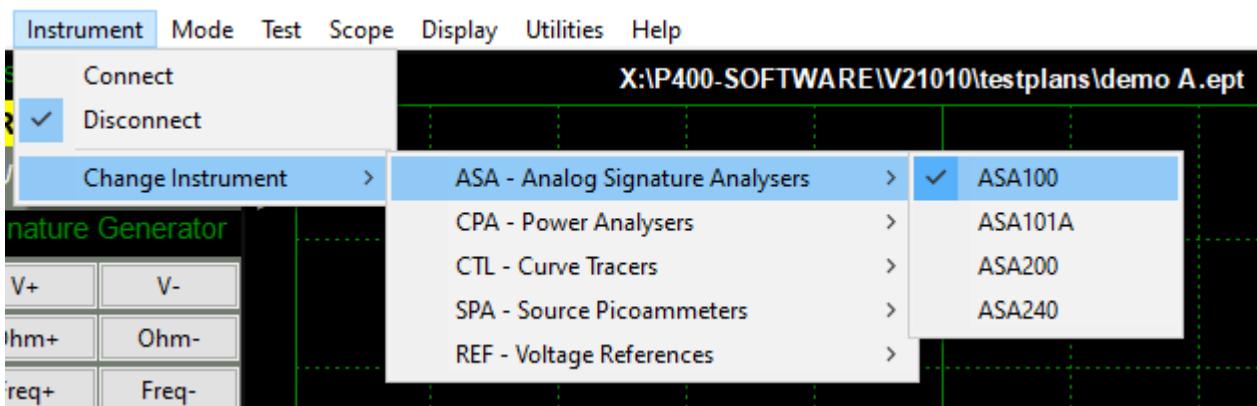 Instrument Mode Test Scope Display Utilities Help
X:\P400-SOFTWARE\V21010\testplans\demo A.ept
Connect
Disconnect
Change Instrument
ASA - Analog Signature Analysers
CPA - Power Analysers
CTL - Curve Tracers
SPA - Source Picoammeters
REF - Voltage References
ASA100
ASA101A
ASA200
ASA240
nature Generator
V+ V-
Ohm-
Freq-